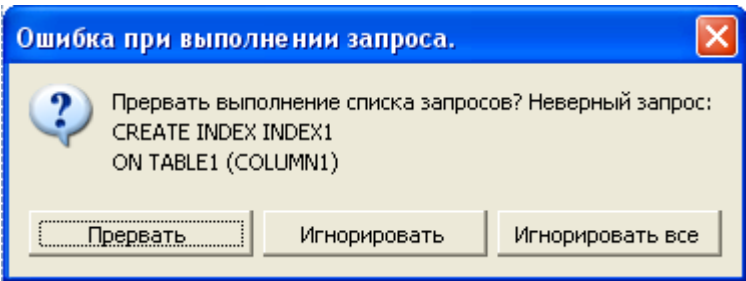 Ошибка при выполнении запроса.
Прервать выполнение списка запросов? Неверный запрос:
CREATE INDEX INDEX1
ON TABLE1 (COLUMN1)
Прервать Игнорировать Игнорировать все